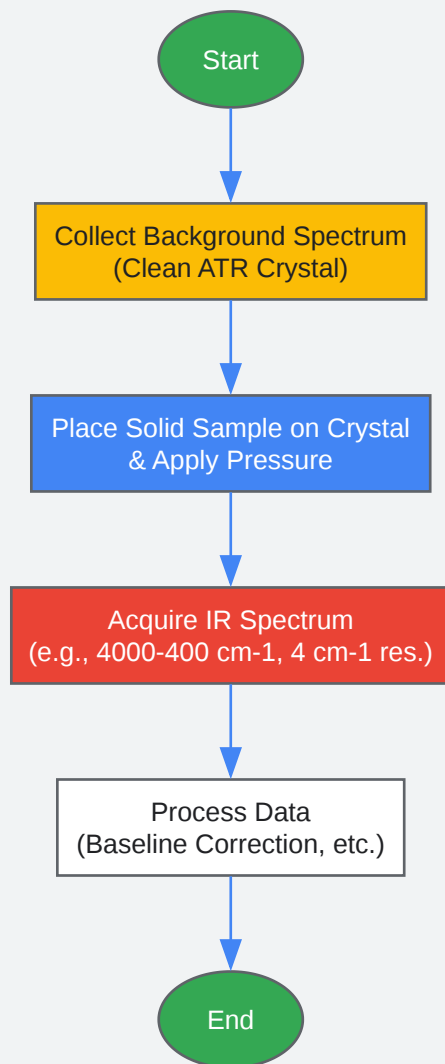 Start
Collect Background Spectrum
(Clean ATR Crystal)
Place Solid Sample on Crystal
& Apply Pressure
Acquire IR Spectrum
(e.g., 4000-400 cm-1, 4 cm-1 res.)
Process Data
(Baseline Correction, etc.)
End